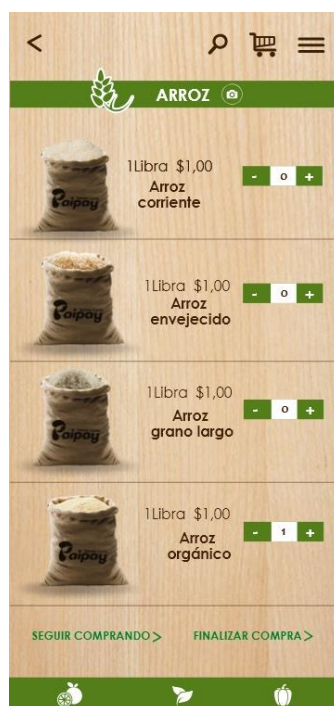 <
ARROZ
1Libra $1,00
Arroz
corriente
- 0 +
Paipay
1Libra $1,00
Arroz
envejecido
- 0 +
Paipay
1Libra $1,00
Arroz
grano largo
- 0 +
Paipay
1Libra $1,00
Arroz
orgánico
- 1 +
Paipay
SEGUIR COMPRANDO > FINALIZAR COMPRA >